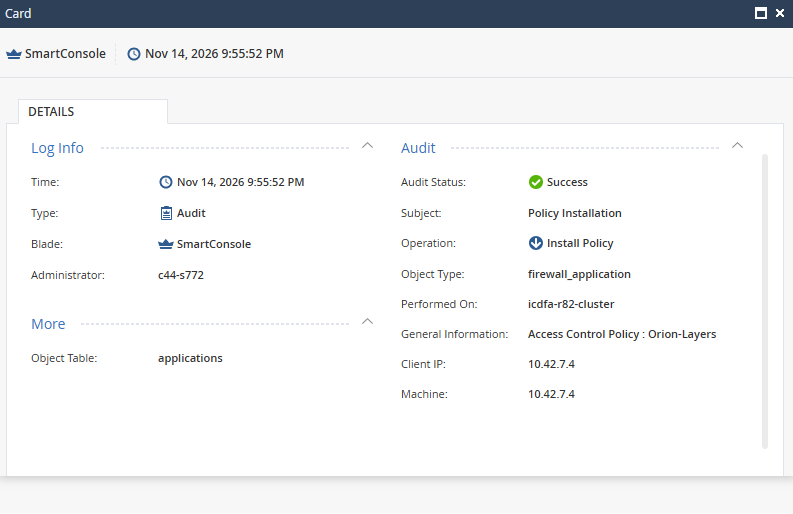 Card
SmartConsole Nov 14, 2026 9:55:52 PM
DETAILS
Log Info
Time: Nov 14, 2026 9:55:52 PM
Type: Audit
Blade: SmartConsole
Administrator: c44-s772
More
Object Table: applications
Audit
Audit Status: Success
Subject: Policy Installation
Operation: Install Policy
Object Type: firewall_application
Performed On: icdfa-r82-cluster
General Information: Access Control Policy : Orion-Layers
Client IP: 10.42.7.4
Machine: 10.42.7.4